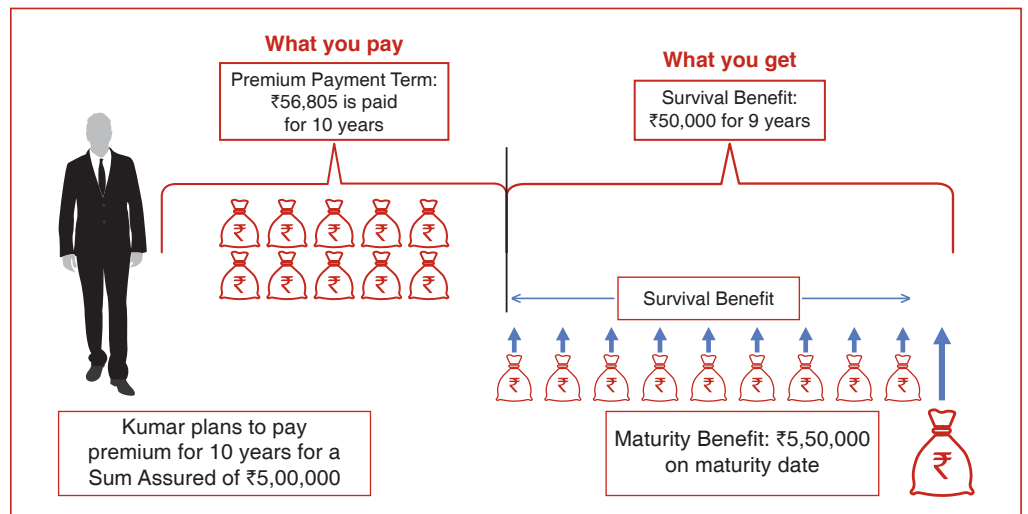 What you pay
Premium Payment Term:
₹56,805 is paid
for 10 years
What you get
Survival Benefit:
₹50,000 for 9 years
₹ ₹ ₹ ₹ ₹
₹ ₹ ₹ ₹ ₹
Survival Benefit
₹ ₹ ₹ ₹ ₹ ₹ ₹ ₹ ₹
Kumar plans to pay
premium for 10 years for a
Sum Assured of ₹5,00,000
Maturity Benefit: ₹5,50,000
on maturity date
₹